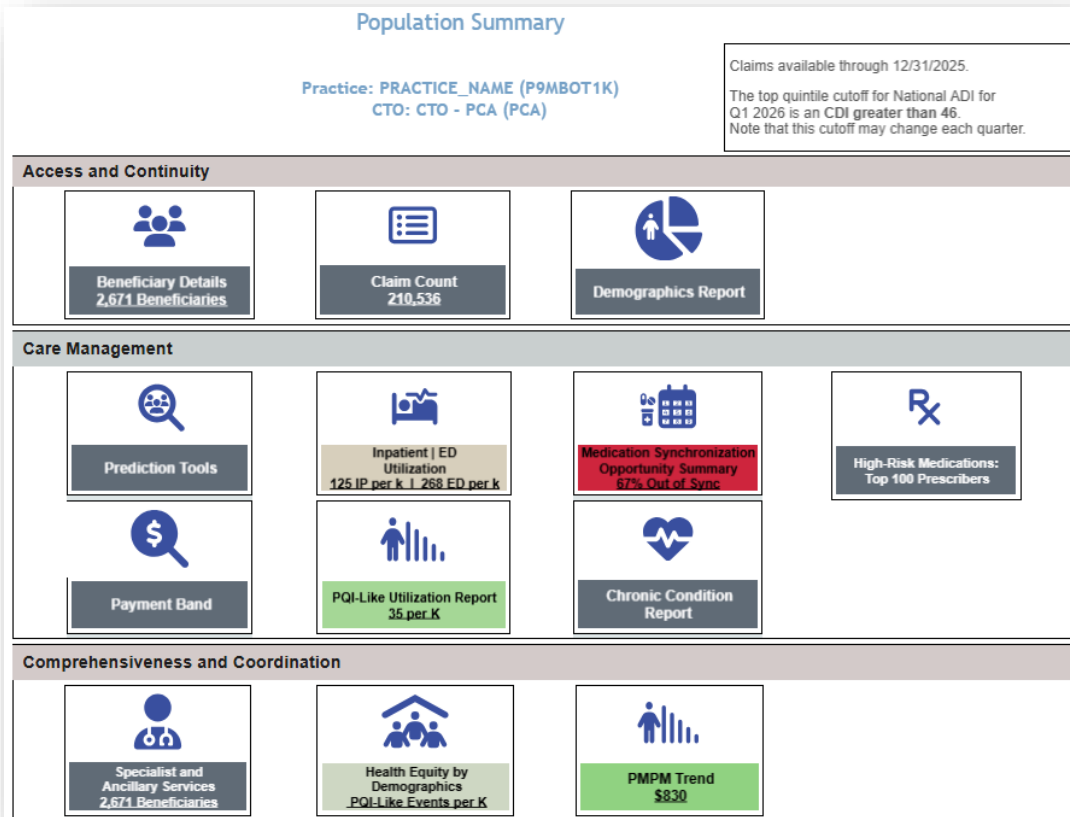 Population Summary
Practice: PRACTICE_NAME (P9MBOT1K)
CTO: CTO - PCA (PCA)
Claims available through 12/31/2025.
The top quintile cutoff for National ADI for
Q1 2026 is an CDI greater than 46.
Note that this cutoff may change each quarter.
Access and Continuity
Beneficiary Details
2,671 Beneficiaries
Claim Count
210,536
Demographics Report
Care Management
Prediction Tools
Inpatient | ED
Utilization
125 IP per k | 268 ED per k
Medication Synchronization
Opportunity Summary
67% Out of Sync
Rx
High-Risk Medications:
Top 100 Prescribers
$
Payment Band
PQI-Like Utilization Report
35 per K
Chronic Condition
Report
Comprehensiveness and Coordination
Specialist and
Ancillary Services
2,671 Beneficiaries
Health Equity by
Demographics
PQI-Like Events per K
PMPM Trend
$830